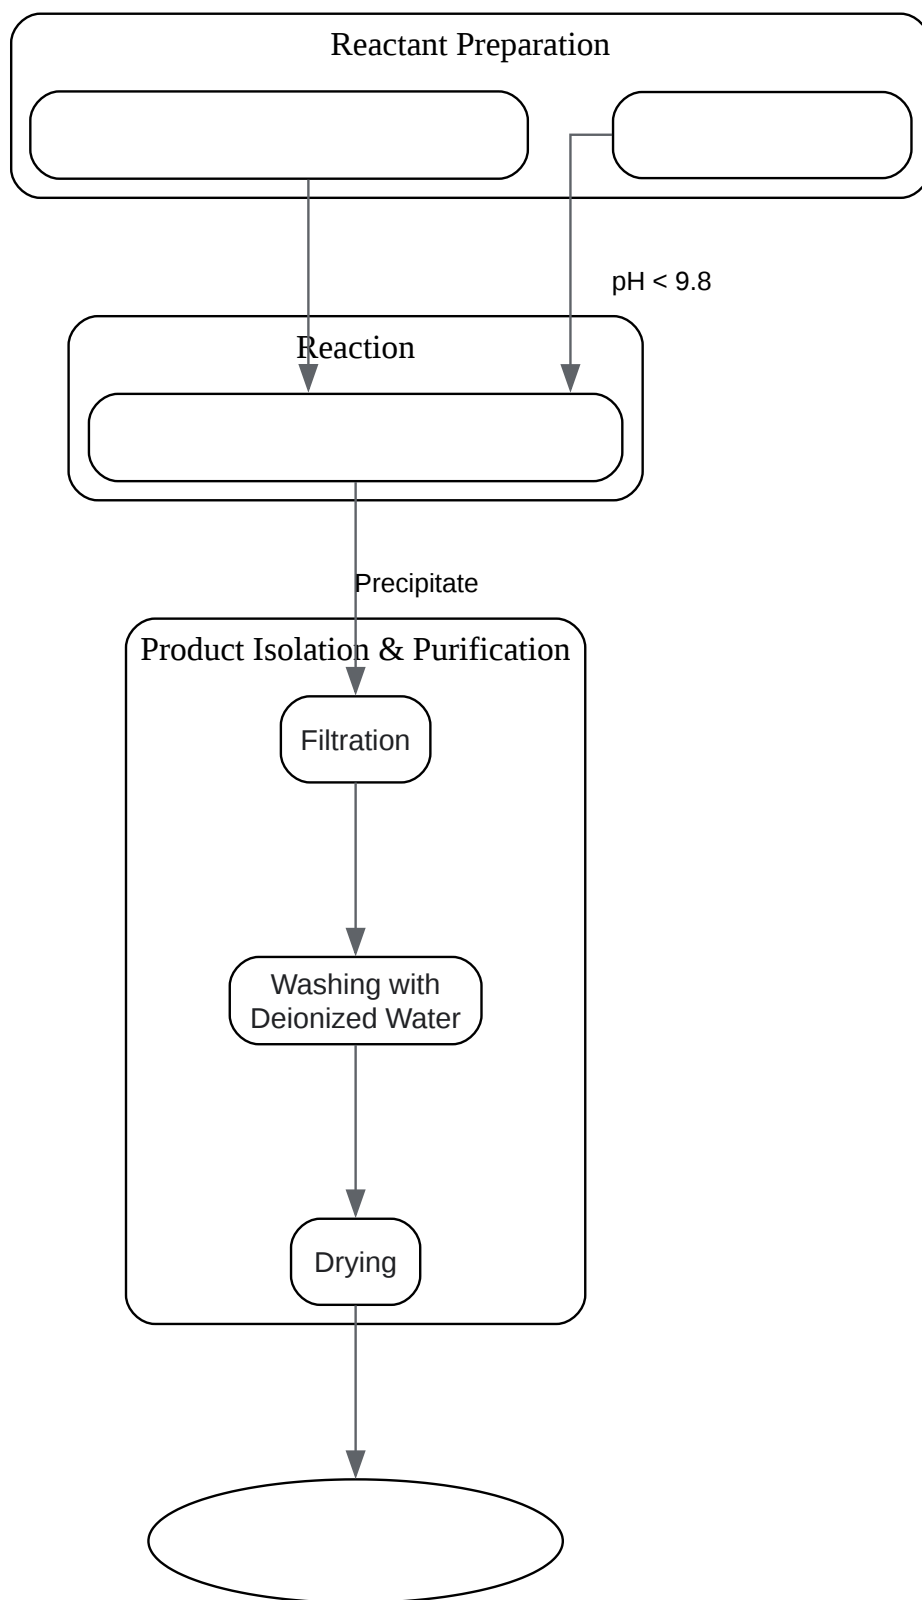 Reactant Preparation
pH < 9.8
Reaction
Precipitate
Product Isolation & Purification
Filtration
Washing with
Deionized Water
Drying